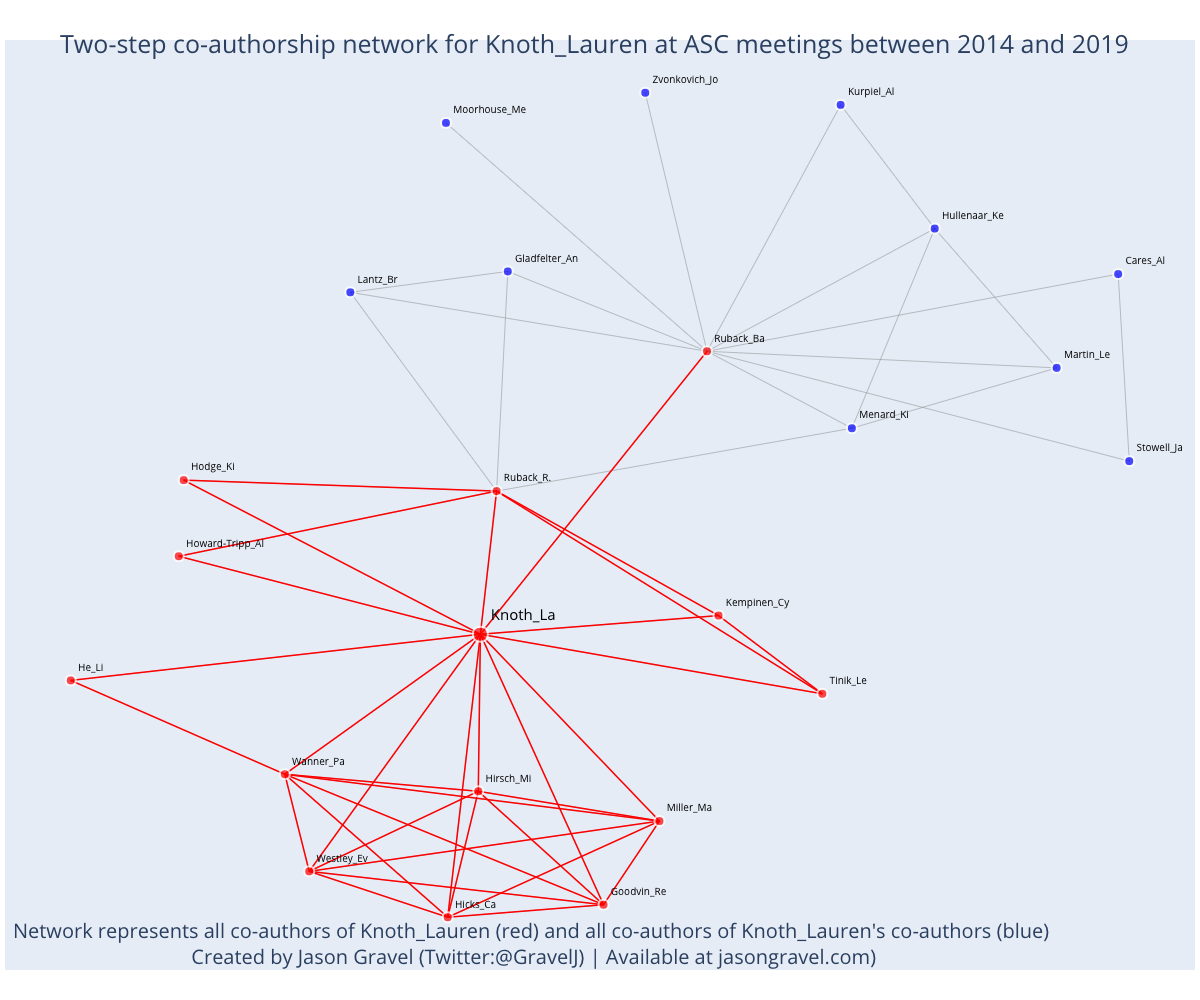 Two-step co-authorship network for Knoth_Lauren at ASC meetings between 2014 and 2019
Zvonkovich_Jo
Kurpiel_Al
Moorhouse_Me
Hullenaar_Ke
Gladfelter_An
Cares_Al
Lantz_Br
Ruback_Ba
Martin_Le
Menard_Ki
Stowell_Ja
Hodge_Ki
Ruback_R.
Howard-Tripp_Al
Kempinen_Cy
Knoth_La
He_Li
Tinik_Le
Wanner_Pa
Hirsch_Mi
Miller_Ma
Westley_Ev
Goodvin_Re
Hicks_Ca
Network represents all co-authors of Knoth_Lauren (red) and all co-authors of Knoth_Lauren's co-authors (blue)
Created by Jason Gravel (Twitter:@GravelJ) | Available at jasongravel.com)